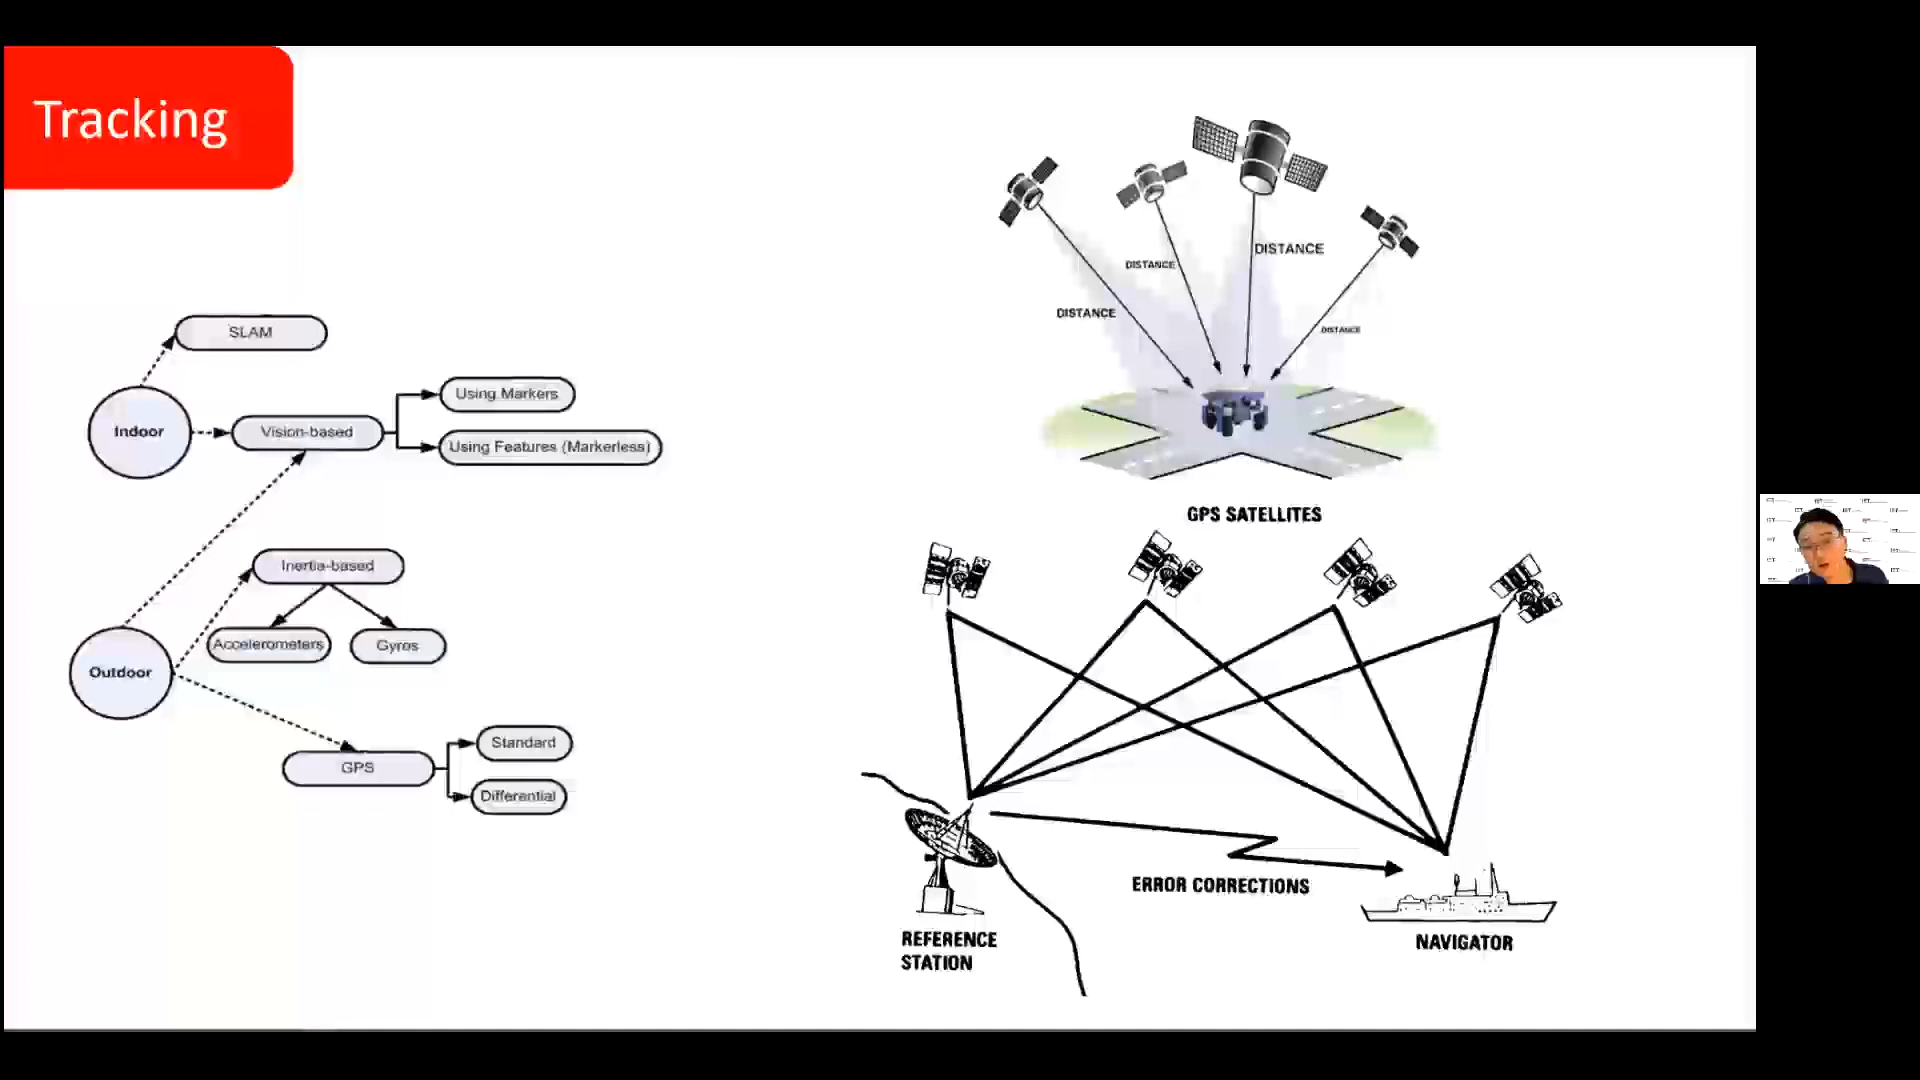 Tracking
SLAM
Indoor
Vision-based
Using Markers
Using Features (Markerless)
Inertia-based
Accelerometers
Gyros
Outdoor
GPS
Standard
Differential
DISTANCE
DISTANCE
DISTANCE
DISTANCE
GPS SATELLITES
ERROR CORRECTIONS
REFERENCE
STATION
NAVIGATOR